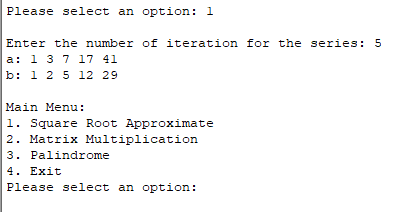 Please select an option: 1
Enter the number of iteration for the series: 5
a: 1 3 7 17 41
b: 1 2 5 12 29
Main Menu:
1. Square Root Approximate
2. Matrix Multiplication
3. Palindrome
4. Exit
Please select an option: